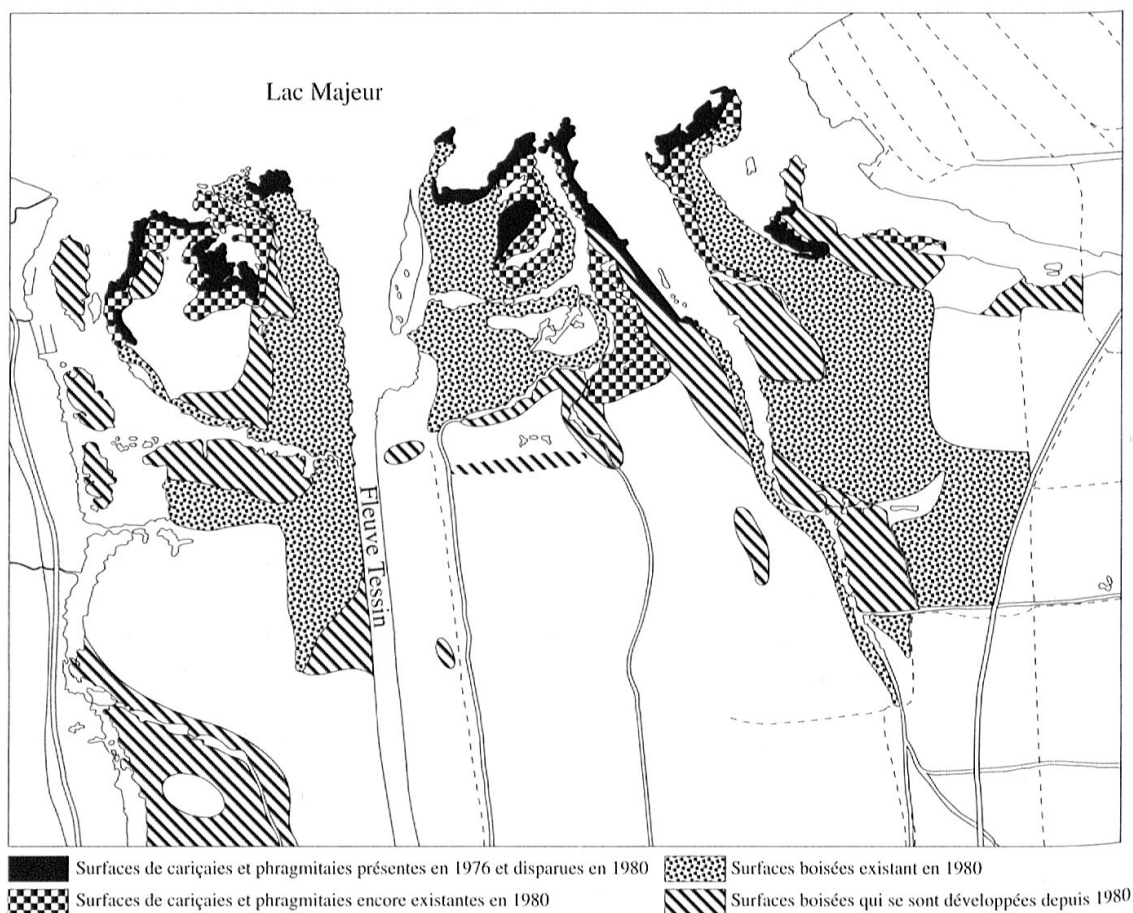 Lac Majeur
Fleuve Tessin
Surfaces de cariçaies et phragmitaies présentes en 1976 et disparues en 1980
Surfaces boisées existant en 1980
Surfaces de cariçaies et phragmitaies encore existantes en 1980
Surfaces boisées qui se sont développées depuis 1980